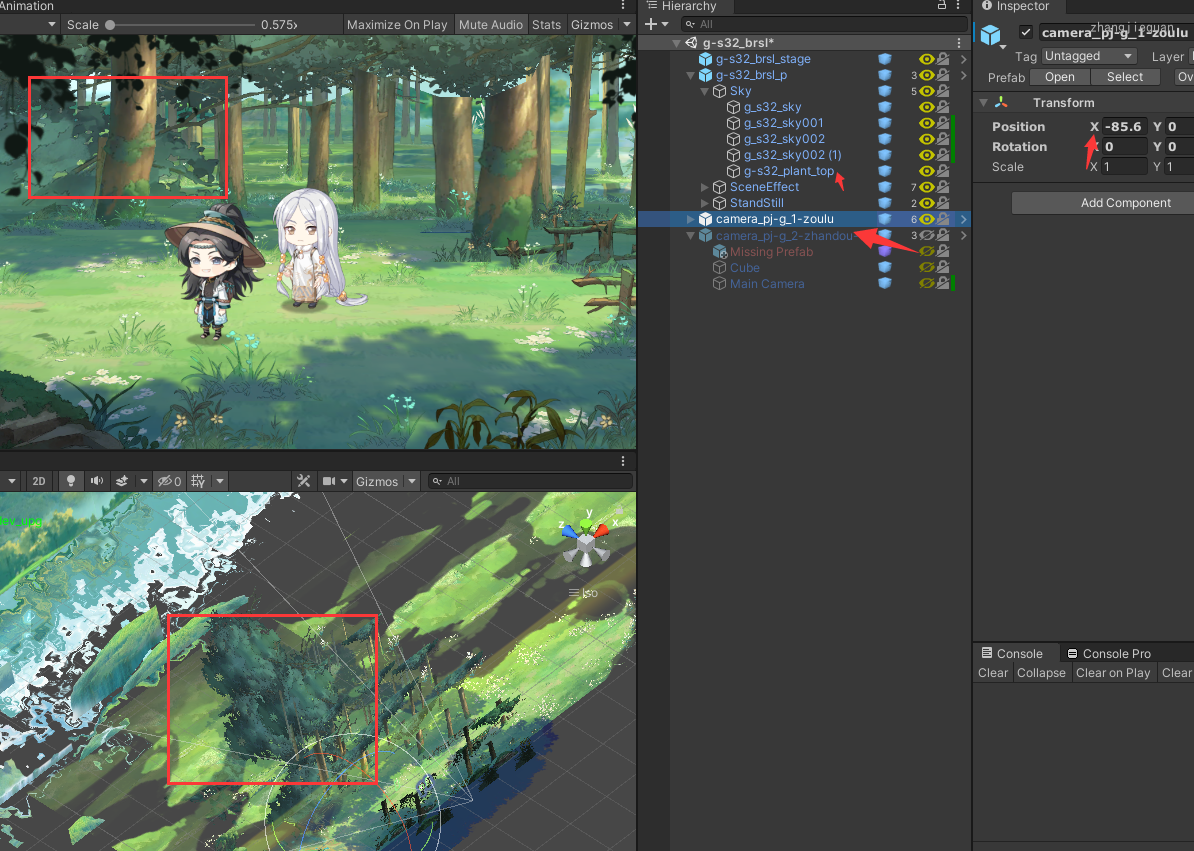 Animation
Scale 0.575x Maximize On Play Mute Audio Stats Gizmos
Hierarchy
All
g-s32_brsl*
g-s32_brsl_stage
g-s32_brsl_p 3
Sky 5
g_s32_sky
g_s32_sky001
g_s32_sky002
g_s32_sky002 (1)
g-s32_plant_top
SceneEffect 7
StandStill 2
camera_pj-g_1-zoulu 6
camera_pj-g_2-zhandou 3
Missing Prefab
Cube
Main Camera
2D 0 Gizmos All
y
z x
Iso
Inspector
zhangjieguan
camera_pj-g_1-zoulu
Tag Untagged Layer
Prefab Open Select Ov
Transform
Position X -85.6 Y 0
Rotation X 0 Y 0
Scale X 1 Y 1
Add Component
Console Console Pro
Clear Collapse Clear on Play Clear